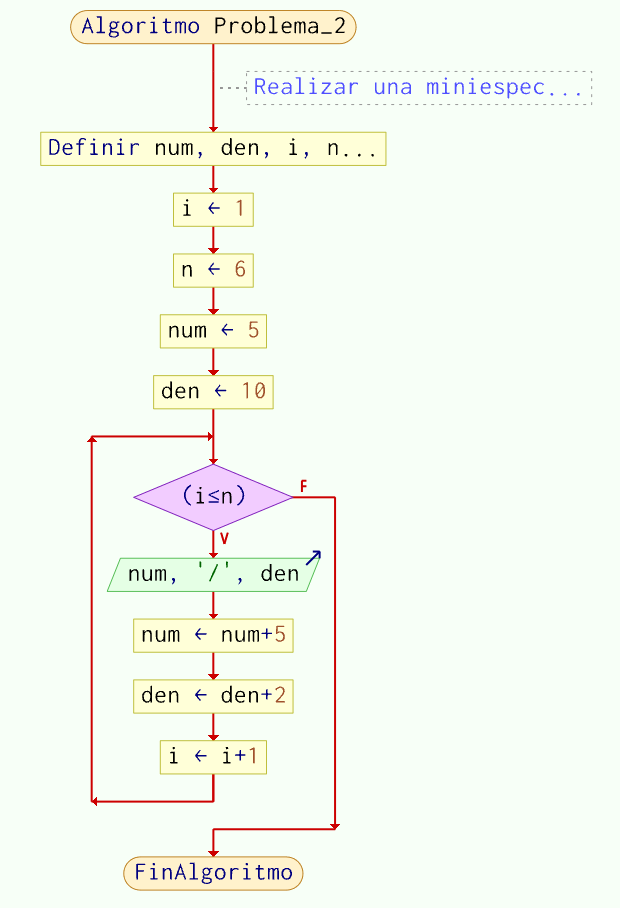 Algoritmo Problema_2
Realizar una miniespec...
Definir num, den, i, n...
i ← 1
n ← 6
num ← 5
den ← 10
(i≤n)
F
V
num, '/', den
num ← num+5
den ← den+2
i ← i+1
FinAlgoritmo